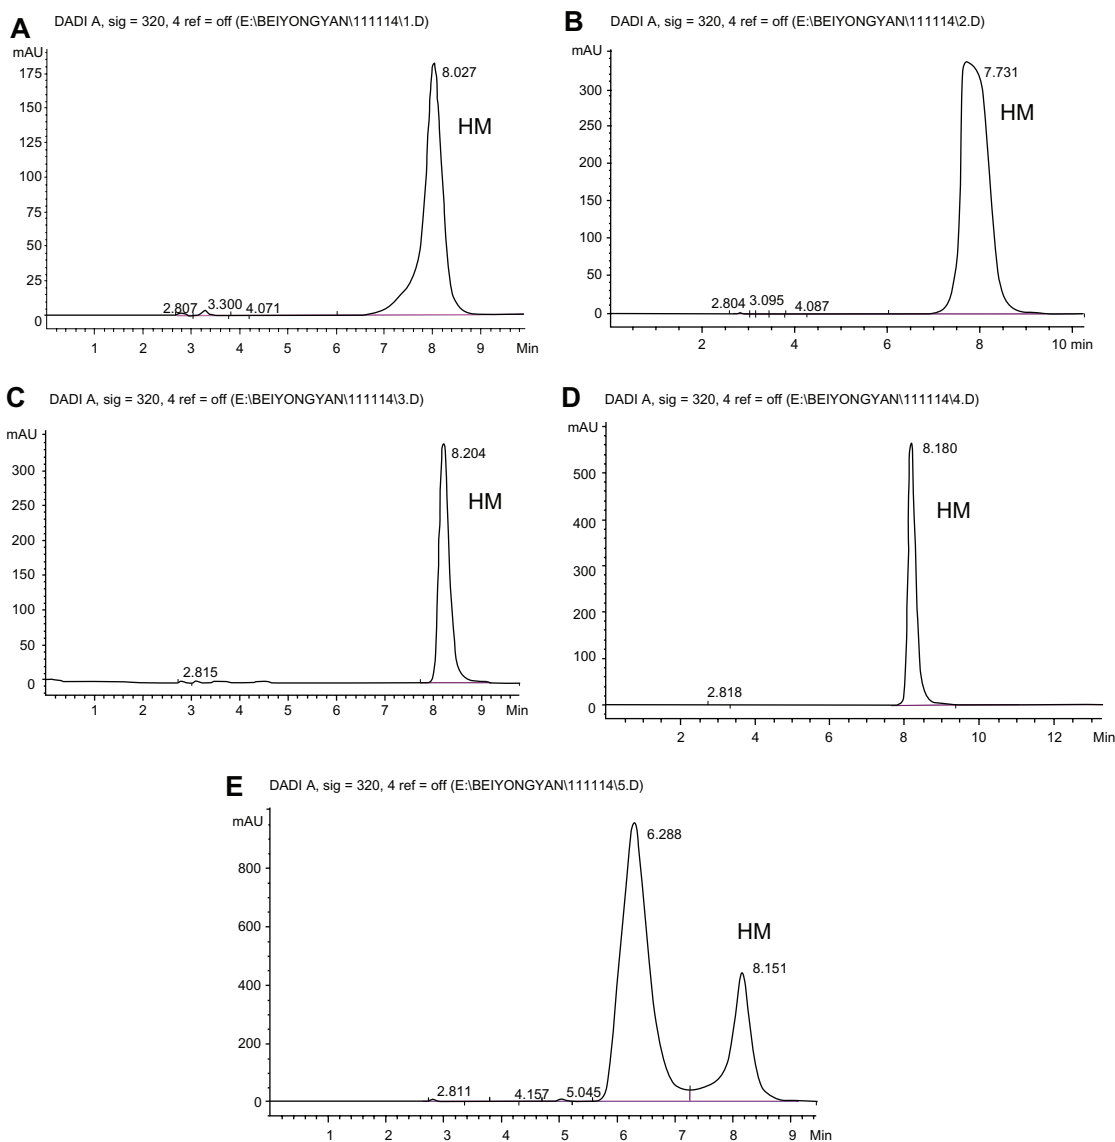 A DADI A, sig = 320, 4 ref = off (E:\BEIYONGYAN\111114\1.D)
mAU
175
150
125
100
75
50
25
0
8.027
HM
2.807 3.300 4.071
1 2 3 4 5 6 7 8 9 Min
B DADI A, sig = 320, 4 ref = off (E:\BEIYONGYAN\111114\2.D)
mAU
300
250
200
150
100
50
0
7.731
HM
2.804 3.095 4.087
2 4 6 8 10 min
C DADI A, sig = 320, 4 ref = off (E:\BEIYONGYAN\111114\3.D)
mAU
300
250
200
150
100
50
0
8.204
HM
2.815
1 2 3 4 5 6 7 8 9 Min
D DADI A, sig = 320, 4 ref = off (E:\BEIYONGYAN\111114\4.D)
mAU
500
400
300
200
100
0
8.180
HM
2.818
2 4 6 8 10 12 Min
E DADI A, sig = 320, 4 ref = off (E:\BEIYONGYAN\111114\5.D)
mAU
800
600
400
200
0
6.288
HM
8.151
2.811 4.157 5.045
1 2 3 4 5 6 7 8 9 Min